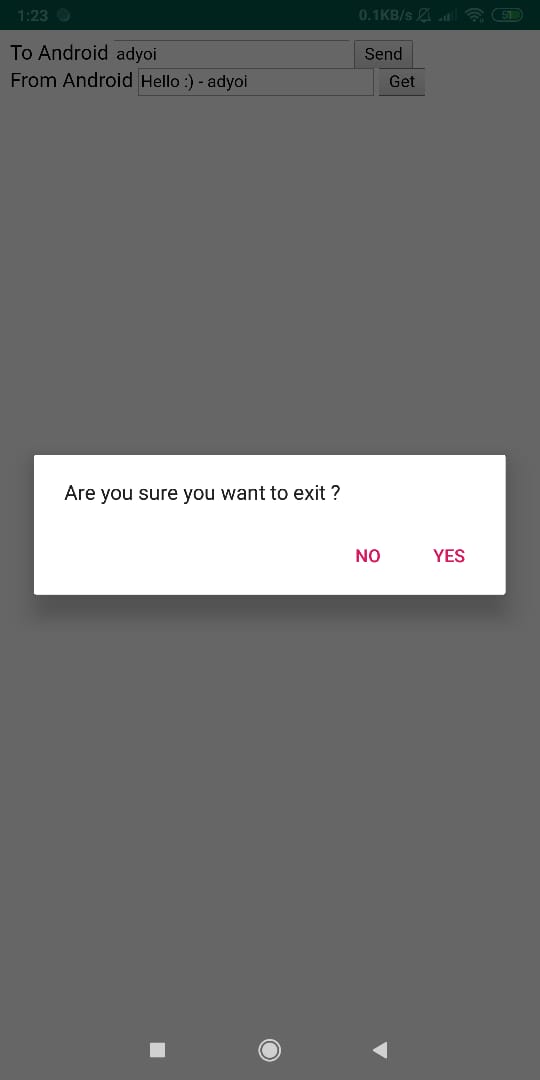 1:23 0.1KB/s 51
To Android adyoi Send
From Android Hello :) - adyoi Get
Are you sure you want to exit ?
NO YES